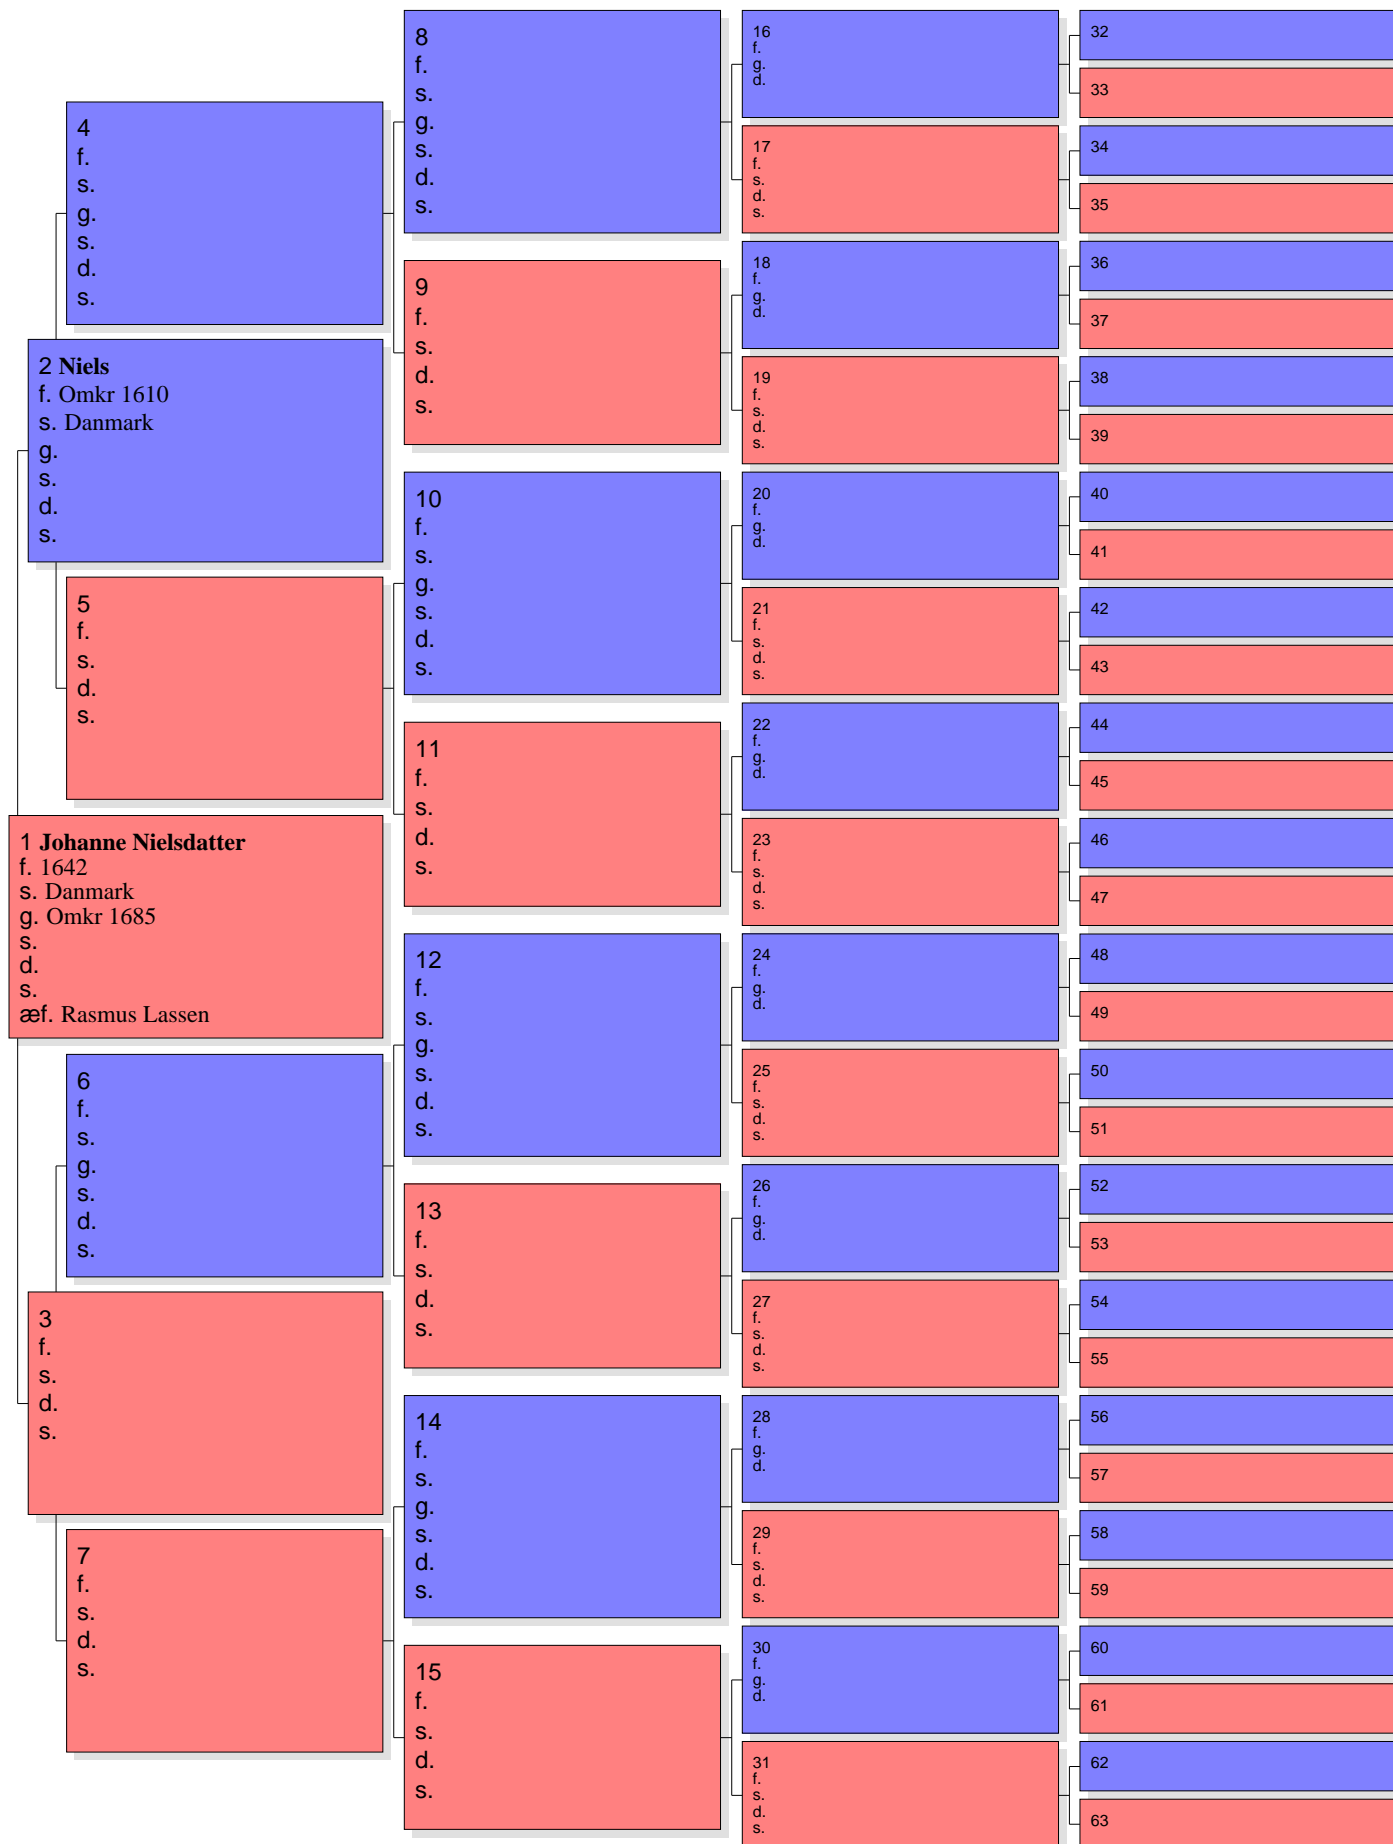 1 Johanne Nielsdatter
f. 1642
s. Danmark
g. Omkr 1685
s.
d.
s.
æf. Rasmus Lassen
2 Niels
f. Omkr 1610
s. Danmark
g.
s.
d.
s.
3
f.
s.
d.
s.
4
f.
s.
g.
s.
d.
s.
5
f.
s.
d.
s.
6
f.
s.
g.
s.
d.
s.
7
f.
s.
d.
s.
8
f.
s.
g.
s.
d.
s.
9
f.
s.
d.
s.
10
f.
s.
g.
s.
d.
s.
11
f.
s.
d.
s.
12
f.
s.
g.
s.
d.
s.
13
f.
s.
d.
s.
14
f.
s.
g.
s.
d.
s.
15
f.
s.
d.
s.
16
f.
g.
d.
17
f.
s.
d.
s.
18
f.
g.
d.
19
f.
s.
d.
s.
20
f.
g.
d.
21
f.
s.
d.
s.
22
f.
g.
d.
23
f.
s.
d.
s.
24
f.
g.
d.
25
f.
s.
d.
s.
26
f.
g.
d.
27
f.
s.
d.
s.
28
f.
g.
d.
29
f.
s.
d.
s.
30
f.
g.
d.
31
f.
s.
d.
s.
32
33
34
35
36
37
38
39
40
41
42
43
44
45
46
47
48
49
50
51
52
53
54
55
56
57
58
59
60
61
62
63